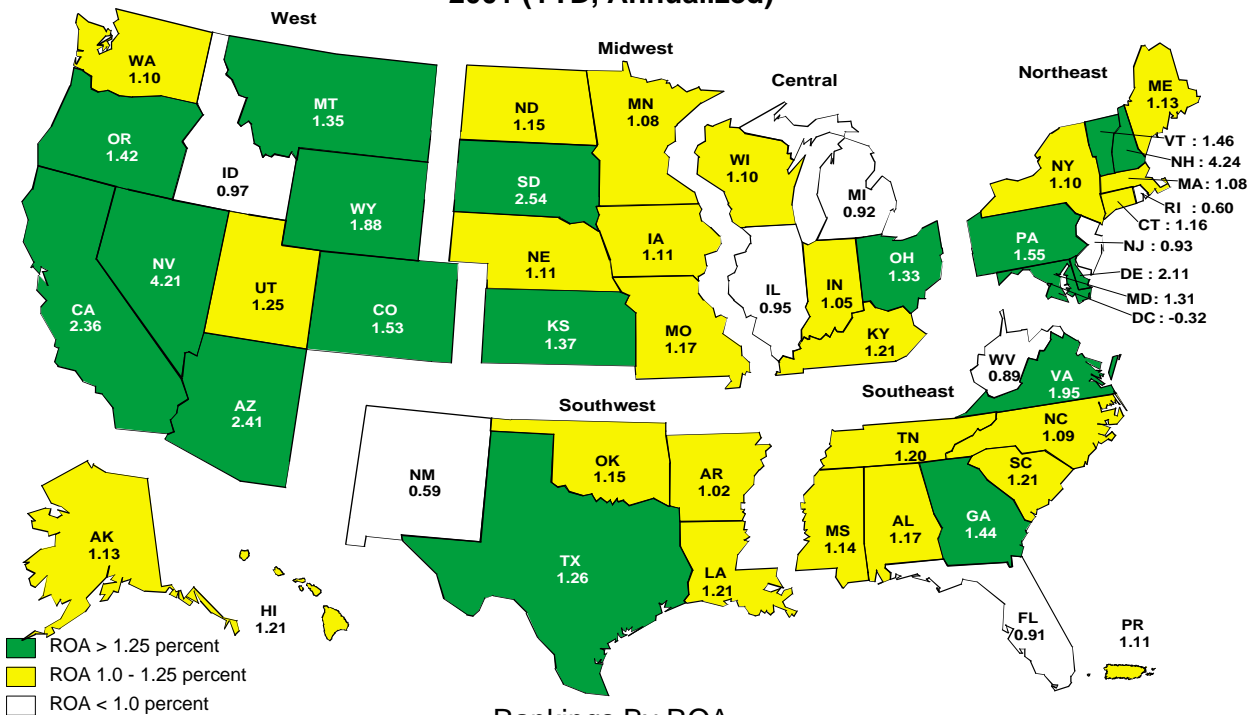 2001 (YTD, Annualized)
West
Midwest
Central
Northeast
WA
1.10
MT
1.35
OR
1.42
ID
0.97
WY
1.88
NV
4.21
UT
1.25
CA
2.36
CO
1.53
AZ
2.41
ND
1.15
MN
1.08
SD
2.54
NE
1.11
IA
1.11
KS
1.37
MO
1.17
WI
1.10
MI
0.92
IL
0.95
IN
1.05
OH
1.33
KY
1.21
ME
1.13
NY
1.10
VT : 1.46
NH : 4.24
MA : 1.08
RI : 0.60
CT : 1.16
NJ : 0.93
PA
1.55
DE : 2.11
MD: 1.31
DC : -0.32
Southwest
Southeast
WV
0.89
VA
1.95
NM
0.59
OK
1.15
AR
1.02
TX
1.26
LA
1.21
TN
1.20
NC
1.09
SC
1.21
MS
1.14
AL
1.17
GA
1.44
FL
0.91
PR
1.11
AK
1.13
HI
1.21
ROA > 1.25 percent
ROA 1.0 - 1.25 percent
ROA < 1.0 percent